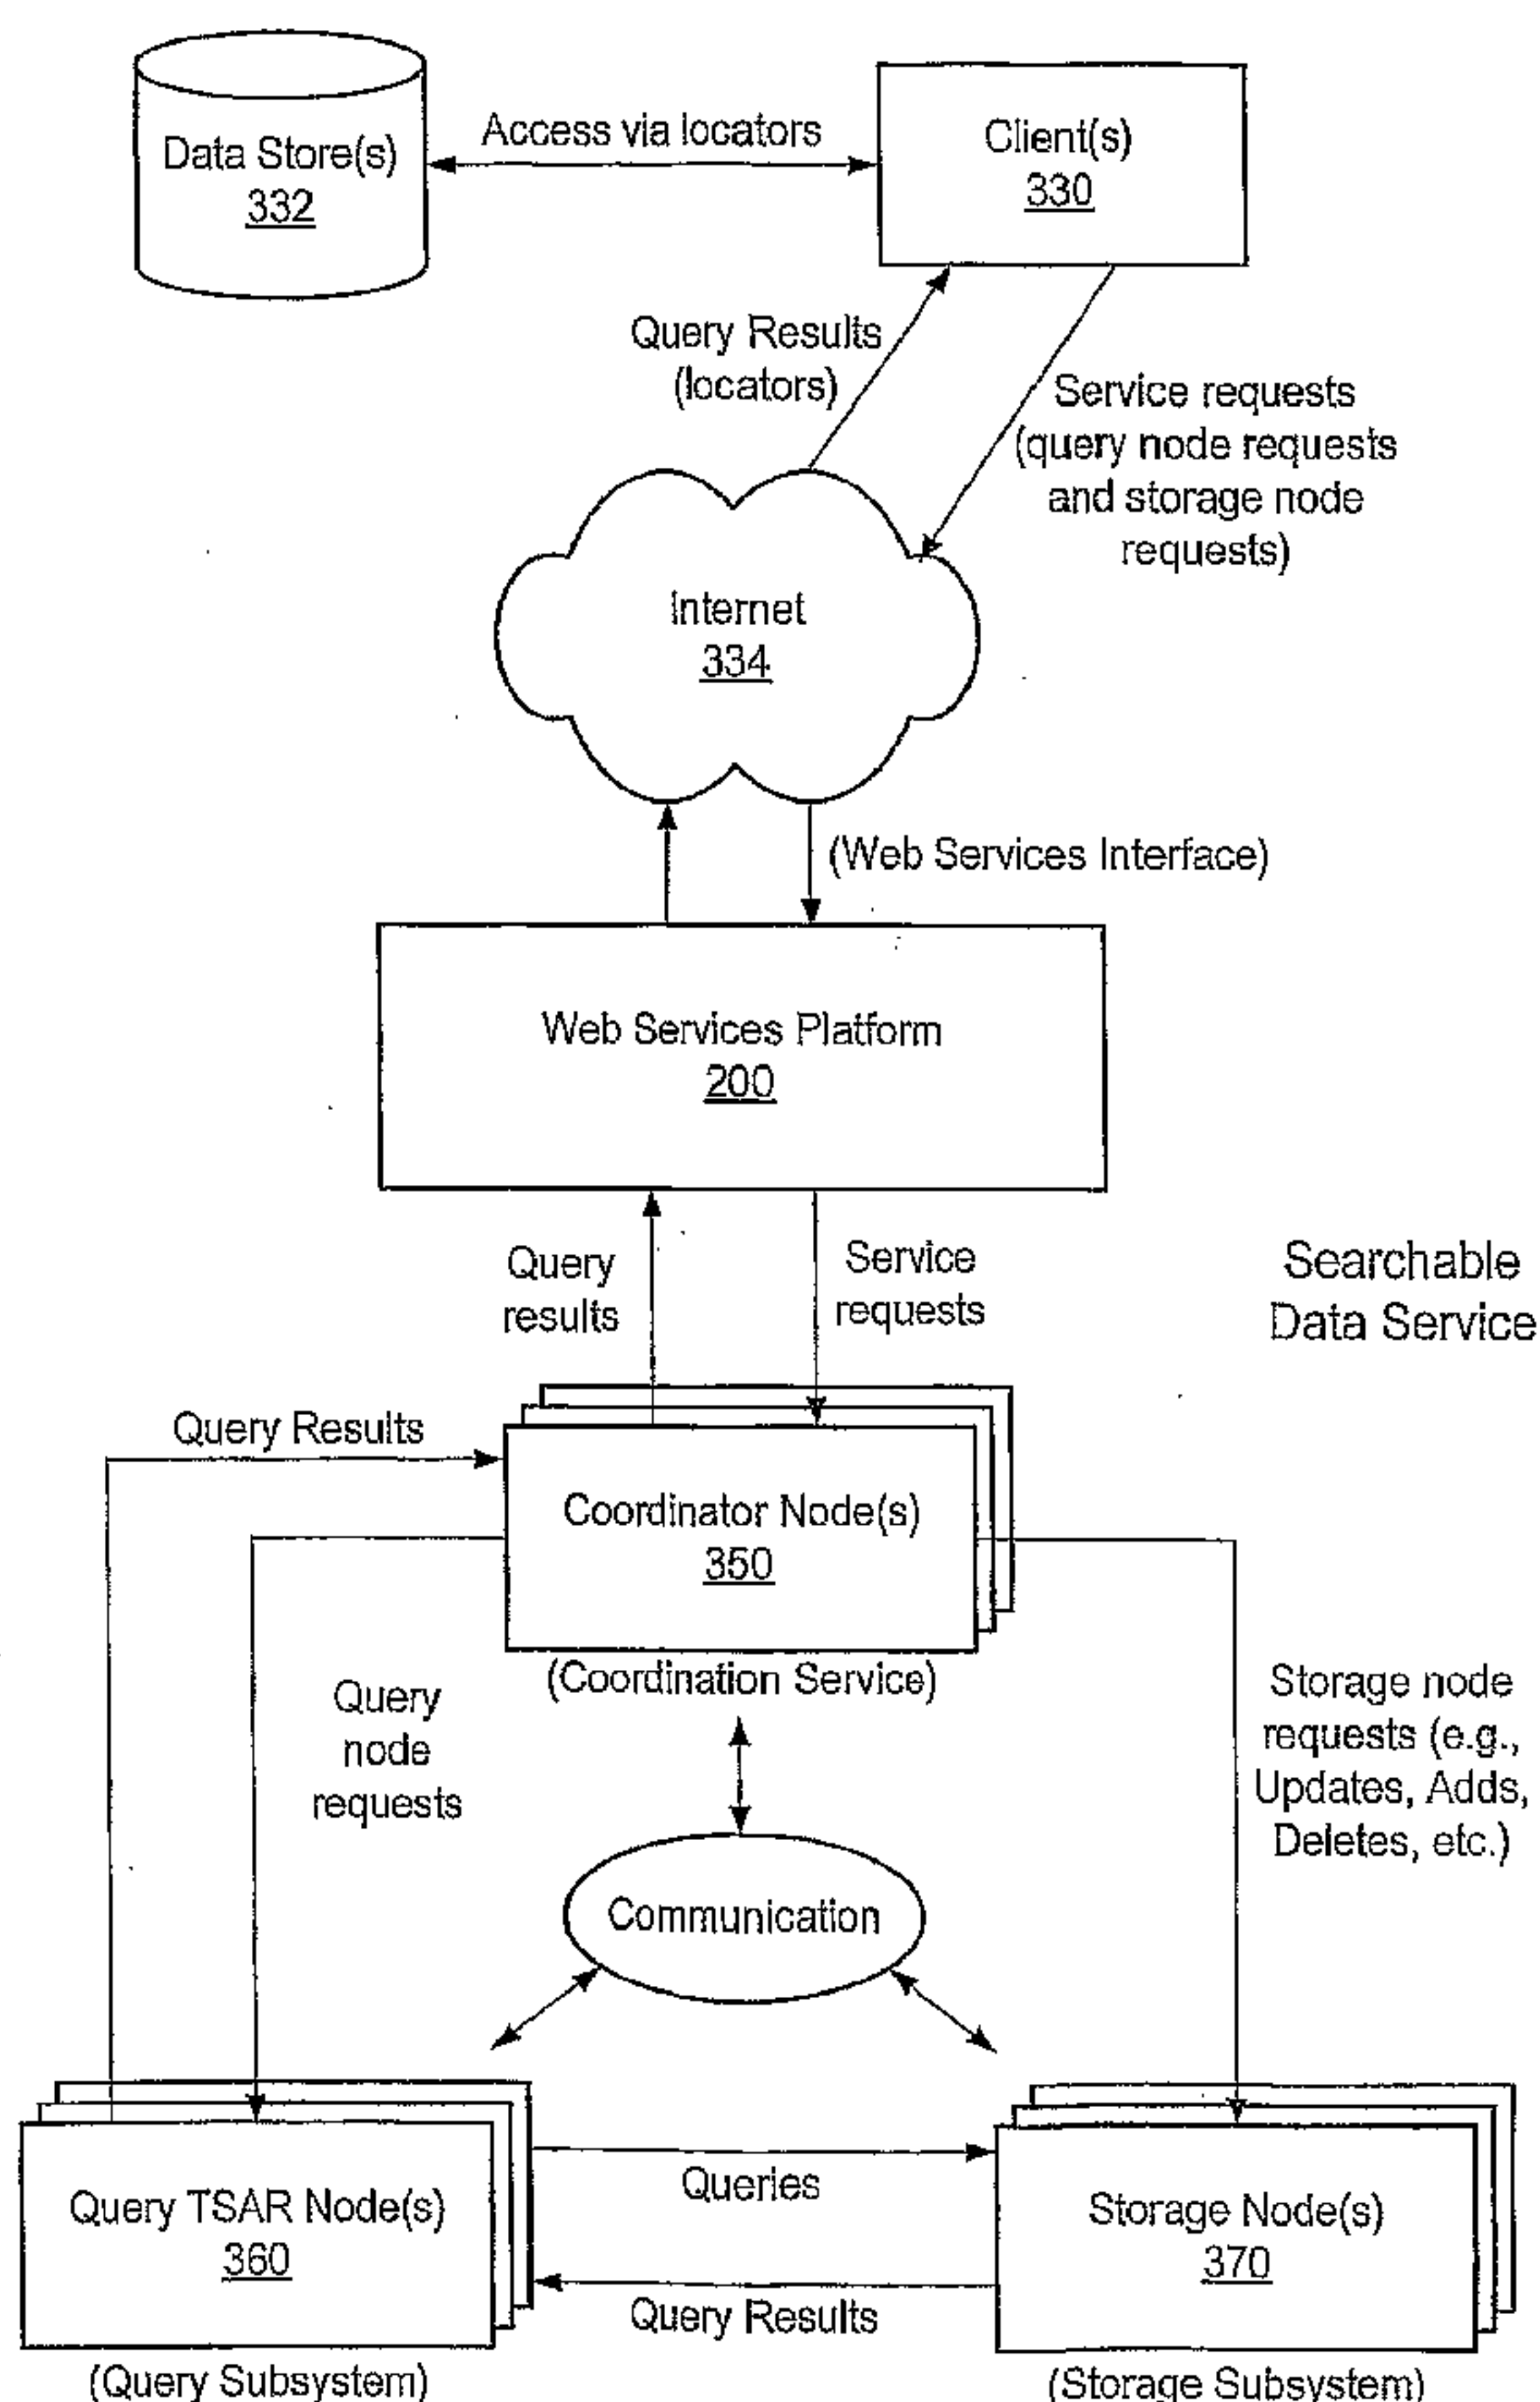 Data Store(s)
332
Access via locators
Client(s)
330
Query Results
(locators)
Service requests
(query node requests
and storage node
requests)
Internet
334
(Web Services Interface)
Web Services Platform
200
Query
results
Service
requests
Searchable
Data Service
Query Results
Coordinator Node(s)
350
(Coordination Service)
Query
node
requests
Storage node
requests (e.g.,
Updates, Adds,
Deletes, etc.)
Communication
Query TSAR Node(s)
360
(Query Subsystem)
Queries
Query Results
Storage Node(s)
370
(Storage Subsystem)